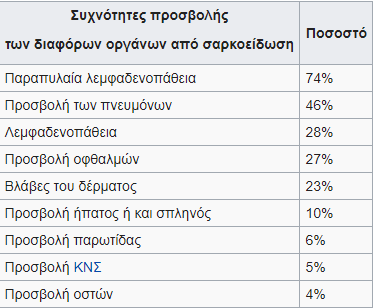 Συχνότητες προσβολής
των διαφόρων οργάνων από σαρκοείδωση
Ποσοστό
Παραπυλαία λεμφαδενοπάθεια 74%
Προσβολή των πνευμόνων 46%
Λεμφαδενοπάθεια 28%
Προσβολή οφθαλμών 27%
Βλάβες του δέρματος 23%
Προσβολή ήπατος ή και σπληνός 10%
Προσβολή παρωτίδας 6%
Προσβολή ΚΝΣ 5%
Προσβολή οστών 4%